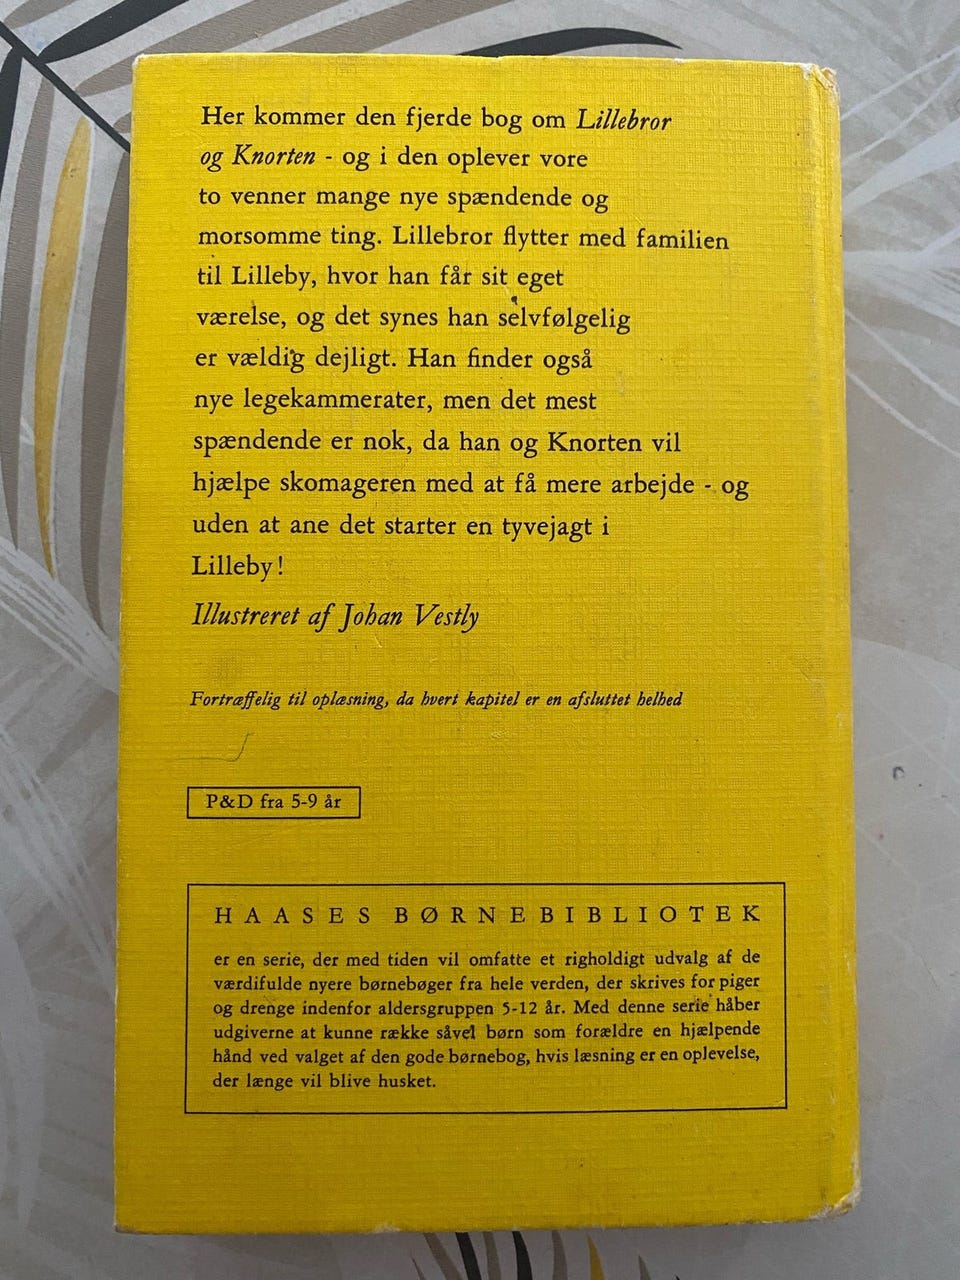 Her kommer den fjerde bog om Lillebror
og Knorten - og i den oplever vore
to venner mange nye spændende og
morsomme ting. Lillebror flytter med familien
til Lilleby, hvor han får sit eget
værelse, og det synes han selvfølgelig
er vældig dejligt. Han finder også
nye legekammerater, men det mest
spændende er nok, da han og Knorten vil
hjælpe skomageren med at få mere arbejde - og
uden at ane det starter en tyvejagt i
Lilleby!
Illustreret af Johan Vestly
Fortræffelig til oplæsning, da hvert kapitel er en afsluttet helhed
P&D fra 5-9 år
HAASES BØRNEBIBLIOTEK
er en serie, der med tiden vil omfatte et righoldigt udvalg af de
værdifulde nyere børnebøger fra hele verden, der skrives for piger
og drenge indenfor aldersgruppen 5-12 år. Med denne serie håber
udgiverne at kunne række såvel børn som forældre en hjælpende
hånd ved valget af den gode børnebog, hvis læsning er en oplevelse,
der længe vil blive husket.